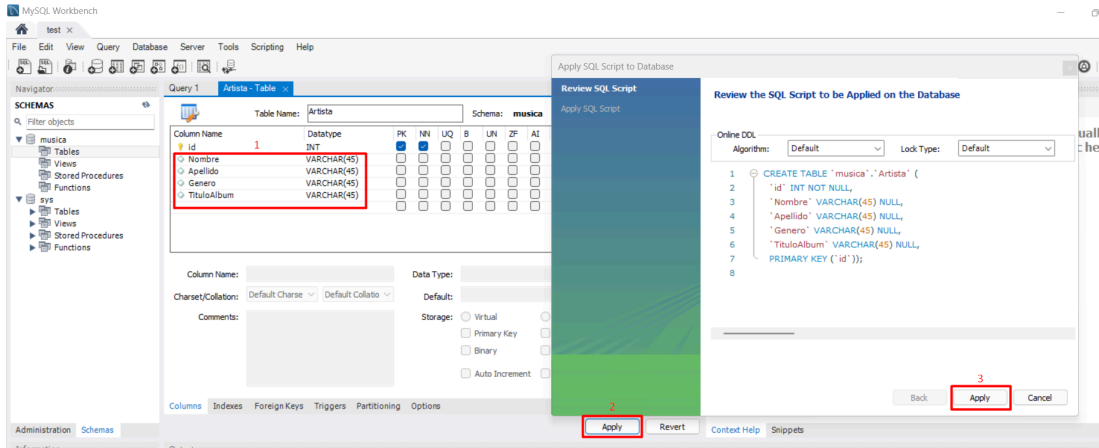 MySQL Workbench
test
File Edit View Query Database Server Tools Scripting Help
Navigator
SCHEMAS
Filter objects
musica
Tables
Views
Stored Procedures
Functions
sys
Tables
Views
Stored Procedures
Functions
Administration Schemas
Query 1 Artista - Table
Table Name: Artista Schema: musica
Column Name Datatype PK NN UQ B UN ZF AI
id 1 INT
Nombre VARCHAR(45)
Apellido VARCHAR(45)
Genero VARCHAR(45)
TituloAlbum VARCHAR(45)
Column Name: Data Type:
Charset/Collation: Default Charse Default Collatio Default:
Comments: Storage: Virtual
Primary Key
Binary
Auto Increment
Columns Indexes Foreign Keys Triggers Partitioning Options
2
Apply Revert
Apply SQL Script to Database
Review SQL Script
Apply SQL Script
Review the SQL Script to be Applied on the Database
Online DDL
Algorithm: Default Lock Type: Default
1 CREATE TABLE `musica`.`Artista` (
2 `id` INT NOT NULL,
3 `Nombre` VARCHAR(45) NULL,
4 `Apellido` VARCHAR(45) NULL,
5 `Genero` VARCHAR(45) NULL,
6 `TituloAlbum` VARCHAR(45) NULL,
7 PRIMARY KEY (`id`));
8
3
Back Apply Cancel
Context Help Snippets